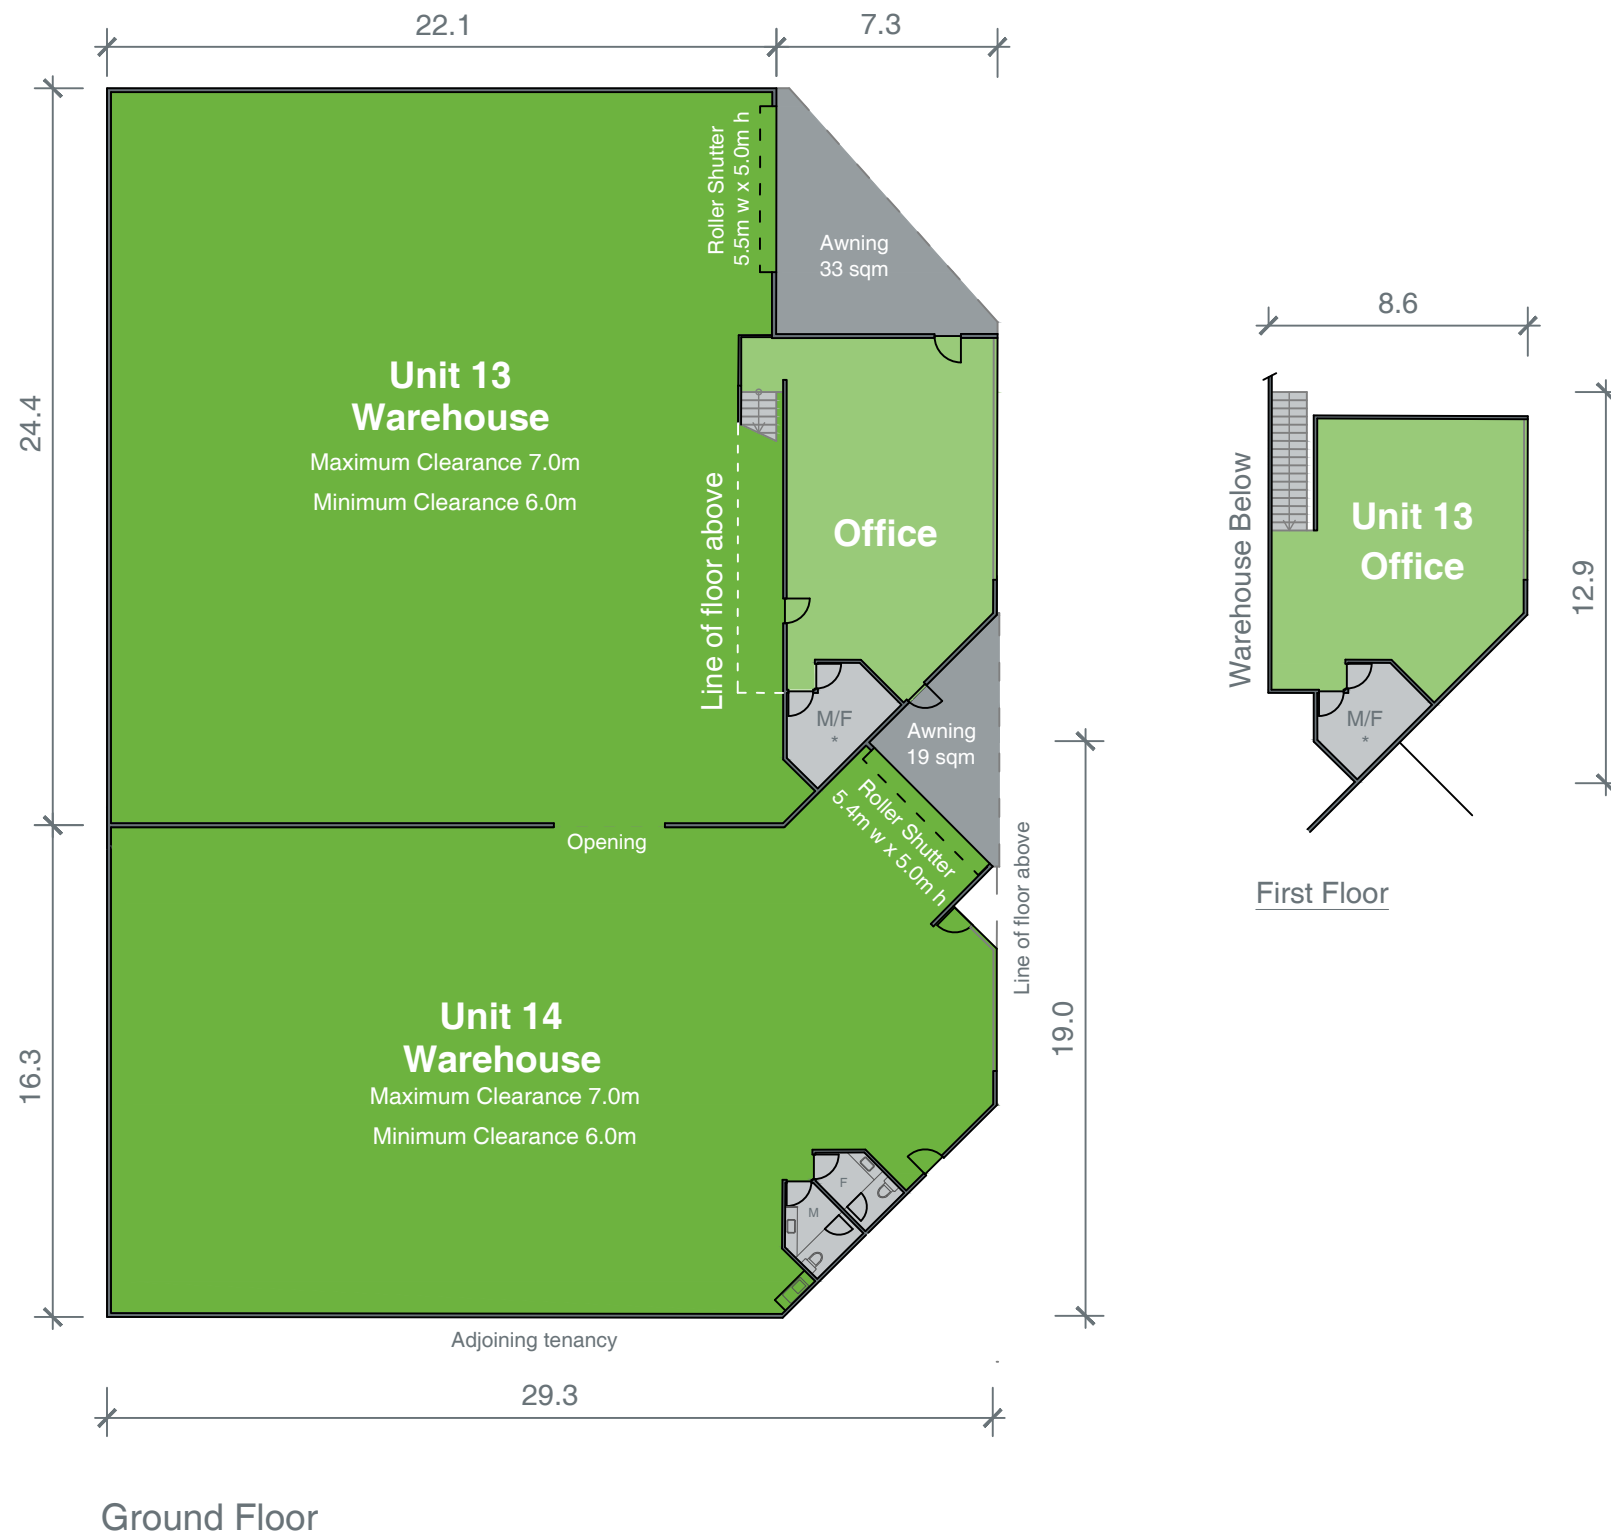 22.1
7.3
Roller Shutter
5.5m w x 5.0m h
Awning
33 sqm
24.4
Unit 13
Warehouse
Maximum Clearance 7.0m
Minimum Clearance 6.0m
Line of floor above
Office
M/F
*
Awning
19 sqm
Roller Shutter
5.4m w x 5.0m h
Opening
Line of floor above
19.0
16.3
Unit 14
Warehouse
Maximum Clearance 7.0m
Minimum Clearance 6.0m
F
M
Adjoining tenancy
29.3
Ground Floor
8.6
Warehouse Below
Unit 13
Office
12.9
M/F
*
First Floor